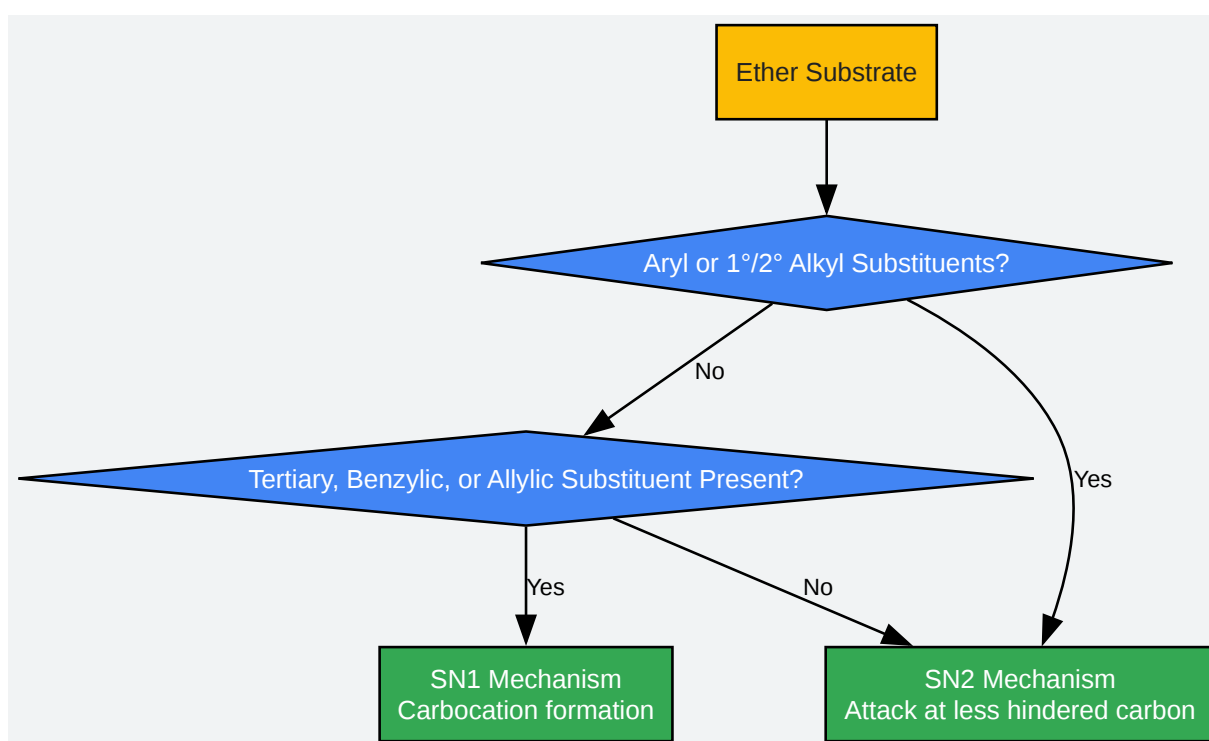 Ether Substrate
Aryl or 1°/2° Alkyl Substituents?
No
Tertiary, Benzylic, or Allylic Substituent Present?
Yes
Yes
No
SN1 Mechanism
Carbocation formation
SN2 Mechanism
Attack at less hindered carbon